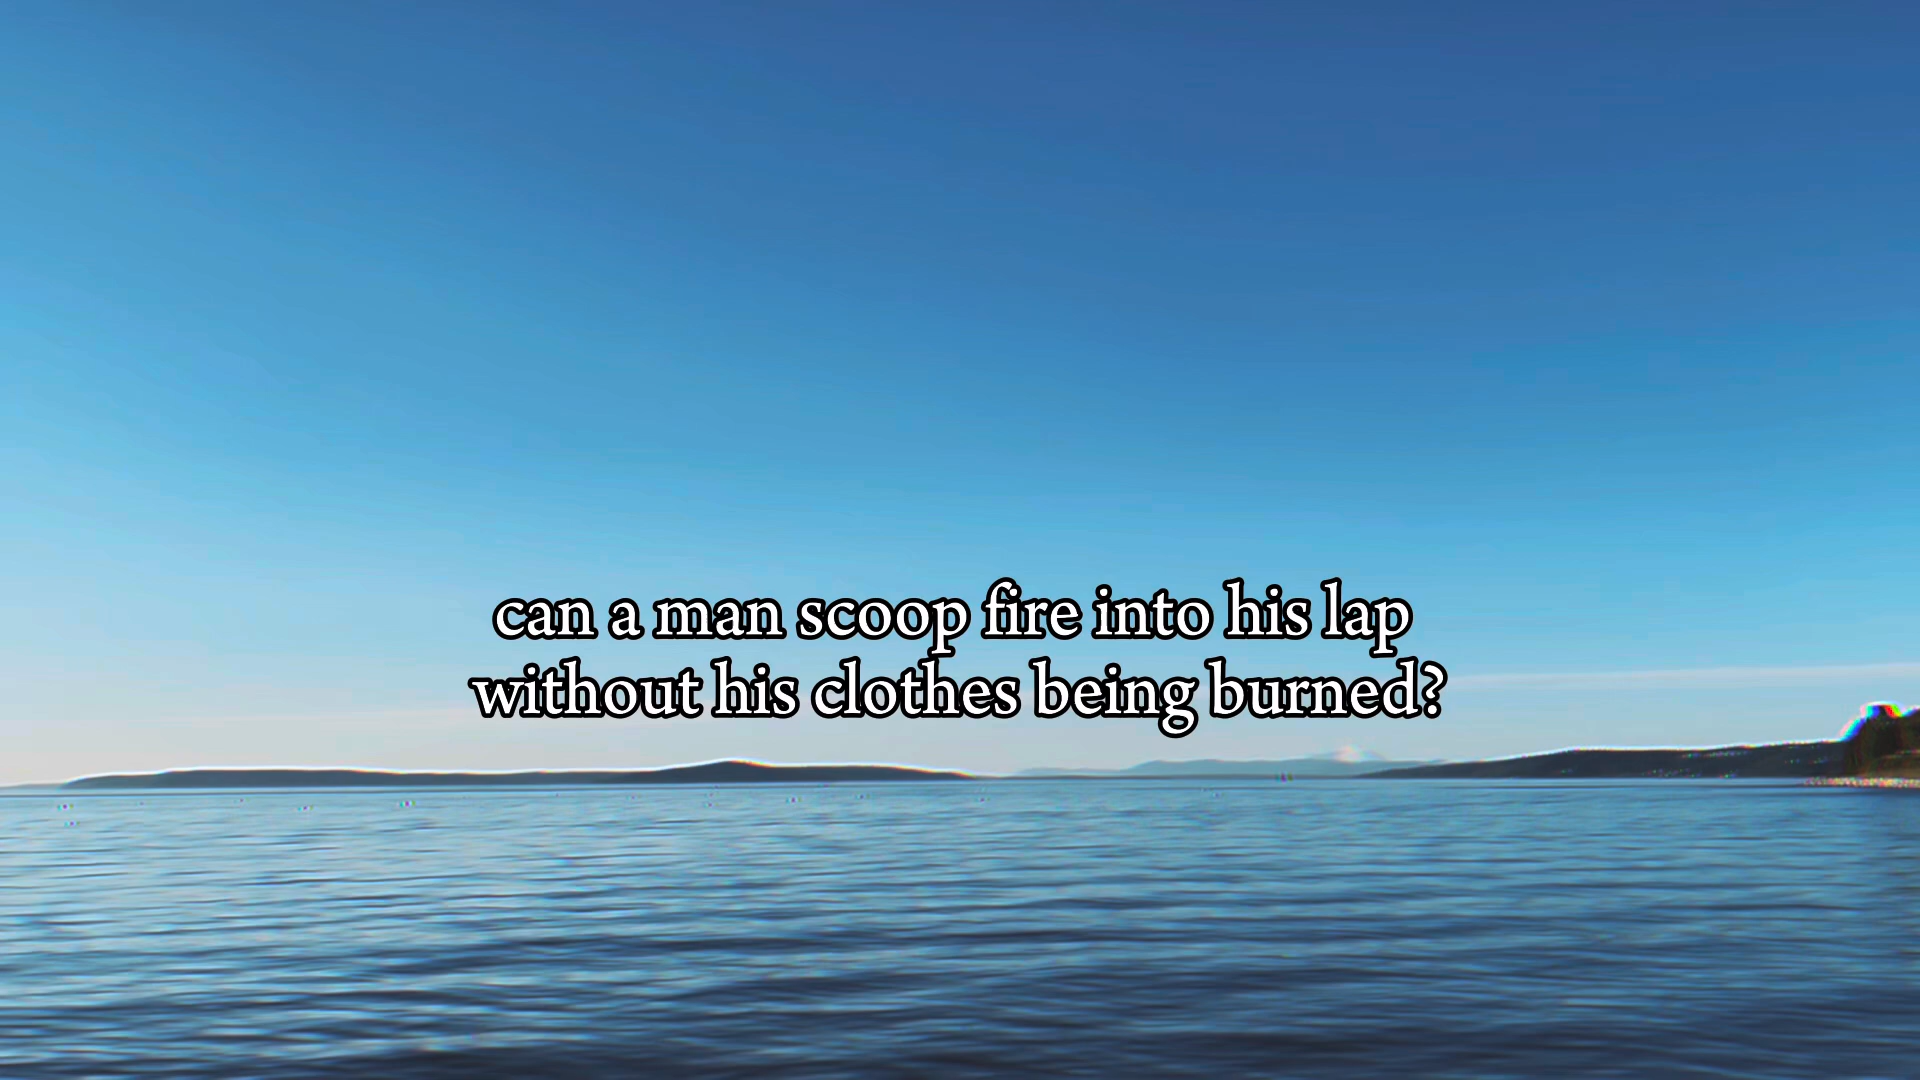 can a man scoop fire into his lap
without his clothes being burned?